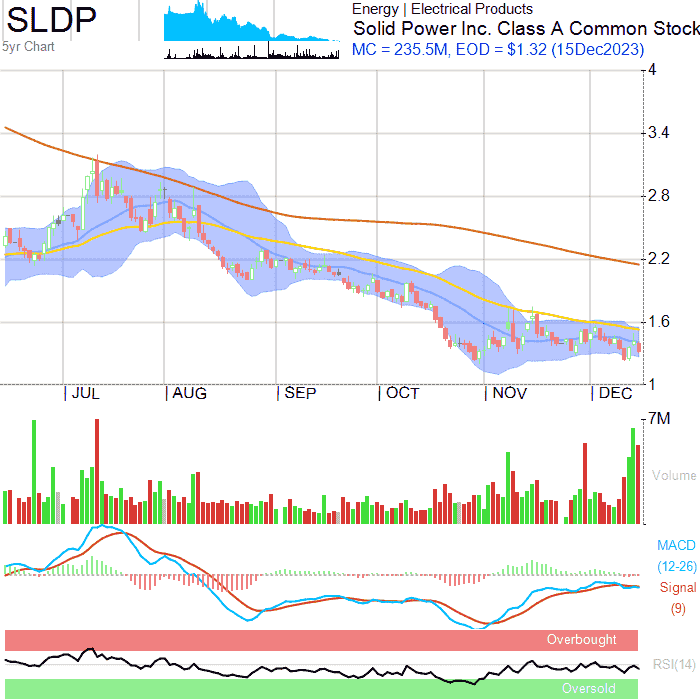 SLDP
5yr Chart
Energy | Electrical Products
Solid Power Inc. Class A Common Stock
MC = 235.5M, EOD = $1.32 (15Dec2023)
4
3.4
2.8
2.2
1.6
1
JUL AUG SEP OCT NOV DEC
7M
Volume
MACD
(12-26)
Signal
(9)
Overbought
RSI(14)
Oversold